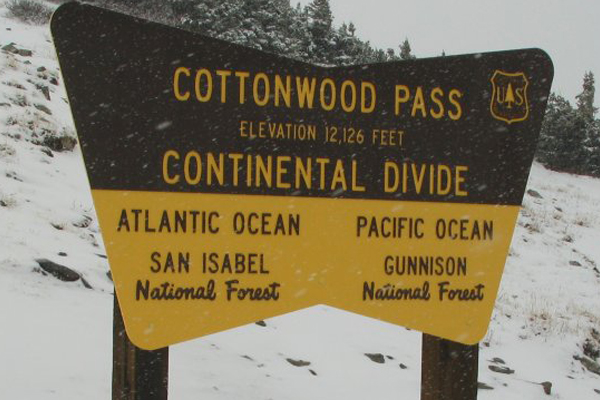 COTTONWOOD PASS
ELEVATION 12,126 FEET
CONTINENTAL DIVIDE
US
ATLANTIC OCEAN
SAN ISABEL
National Forest
PACIFIC OCEAN
GUNNISON
National Forest